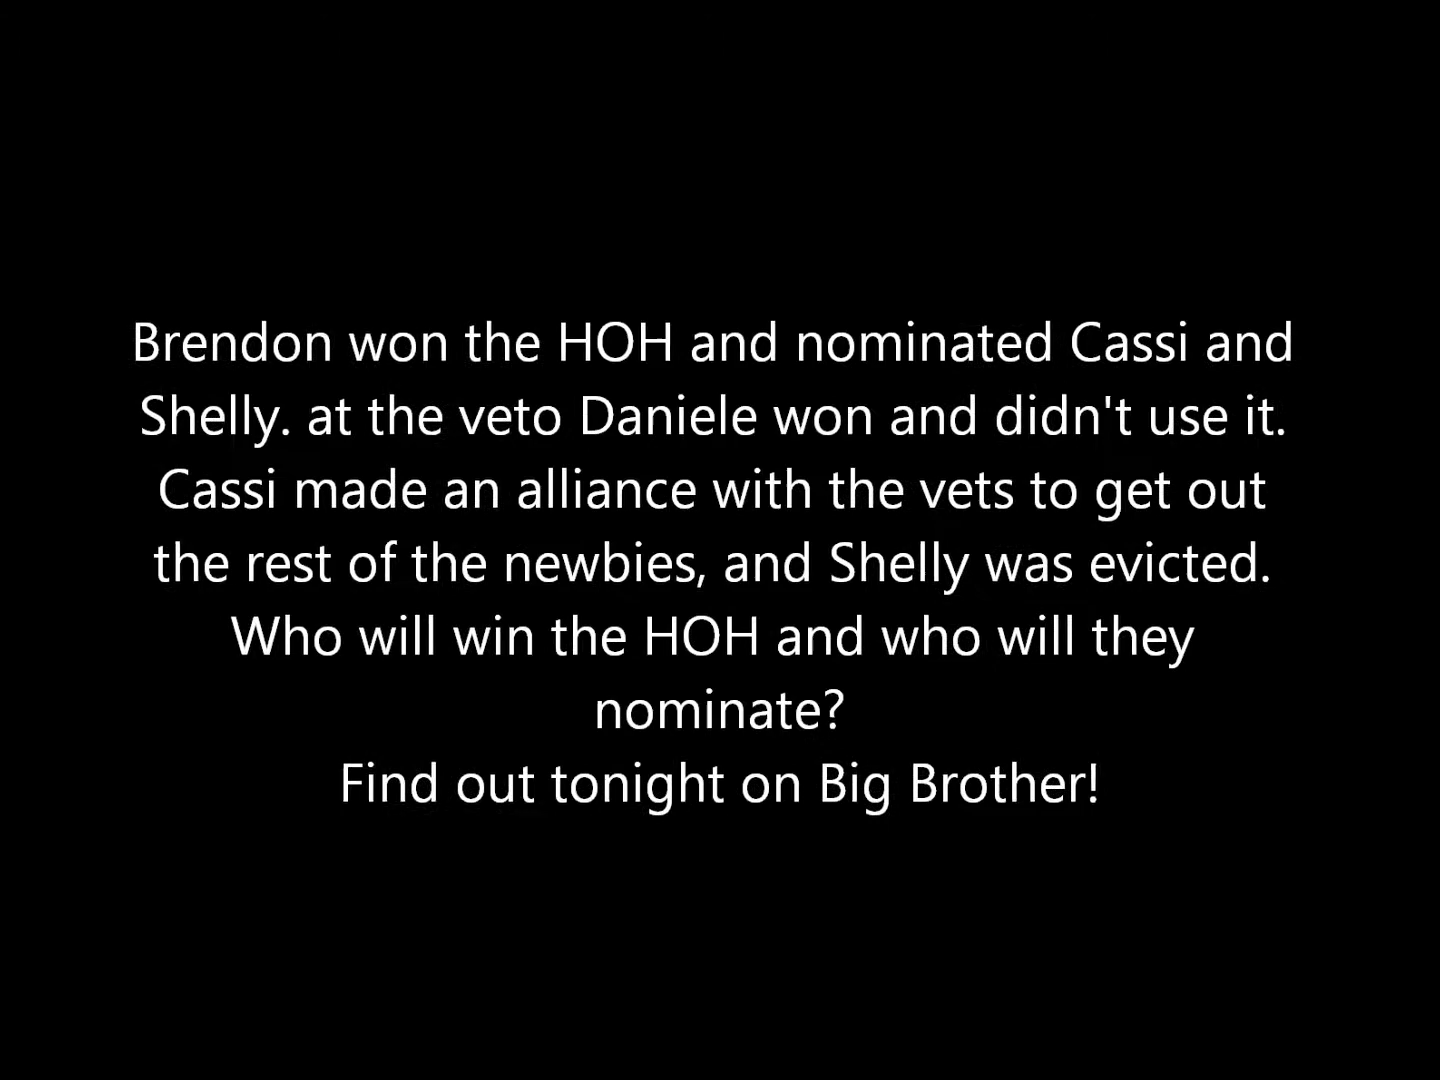 Brendon won the HOH and nominated Cassi and
Shelly. at the veto Daniele won and didn't use it.
Cassi made an alliance with the vets to get out
the rest of the newbies, and Shelly was evicted.
Who will win the HOH and who will they
nominate?
Find out tonight on Big Brother!